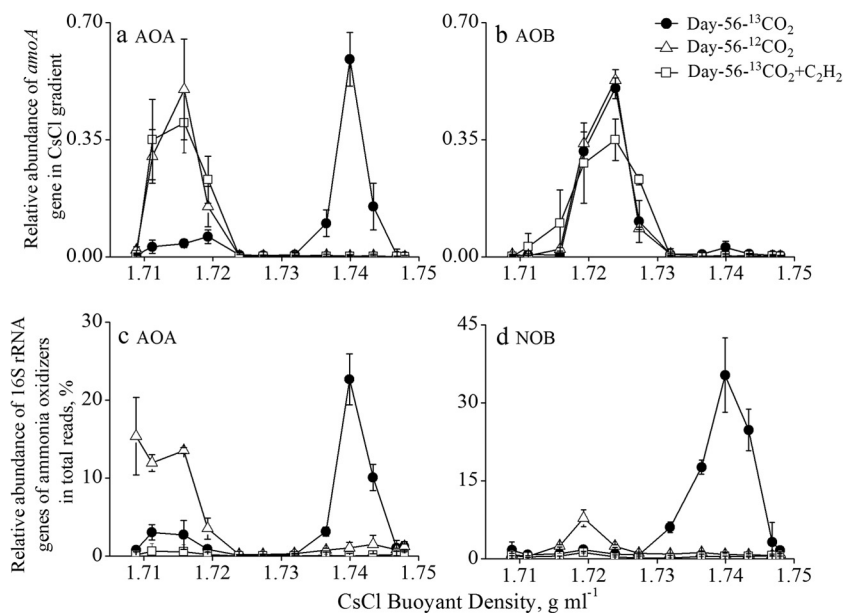 0.70
0.35
0.00
a AOA
1.71 1.72 1.73 1.74 1.75
Relative abundance of amoA
gene in CsCl gradient
0.70
0.35
0.00
b AOB
1.71 1.72 1.73 1.74 1.75
Day-56-¹³CO₂
Day-56-¹²CO₂
Day-56-¹³CO₂+C₂H₂
30
20
10
0
c AOA
1.71 1.72 1.73 1.74 1.75
Relative abundance of 16S rRNA
genes of ammonia oxidizers
in total reads, %
45
30
15
0
d NOB
1.71 1.72 1.73 1.74 1.75
CsCl Buoyant Density, g ml⁻¹